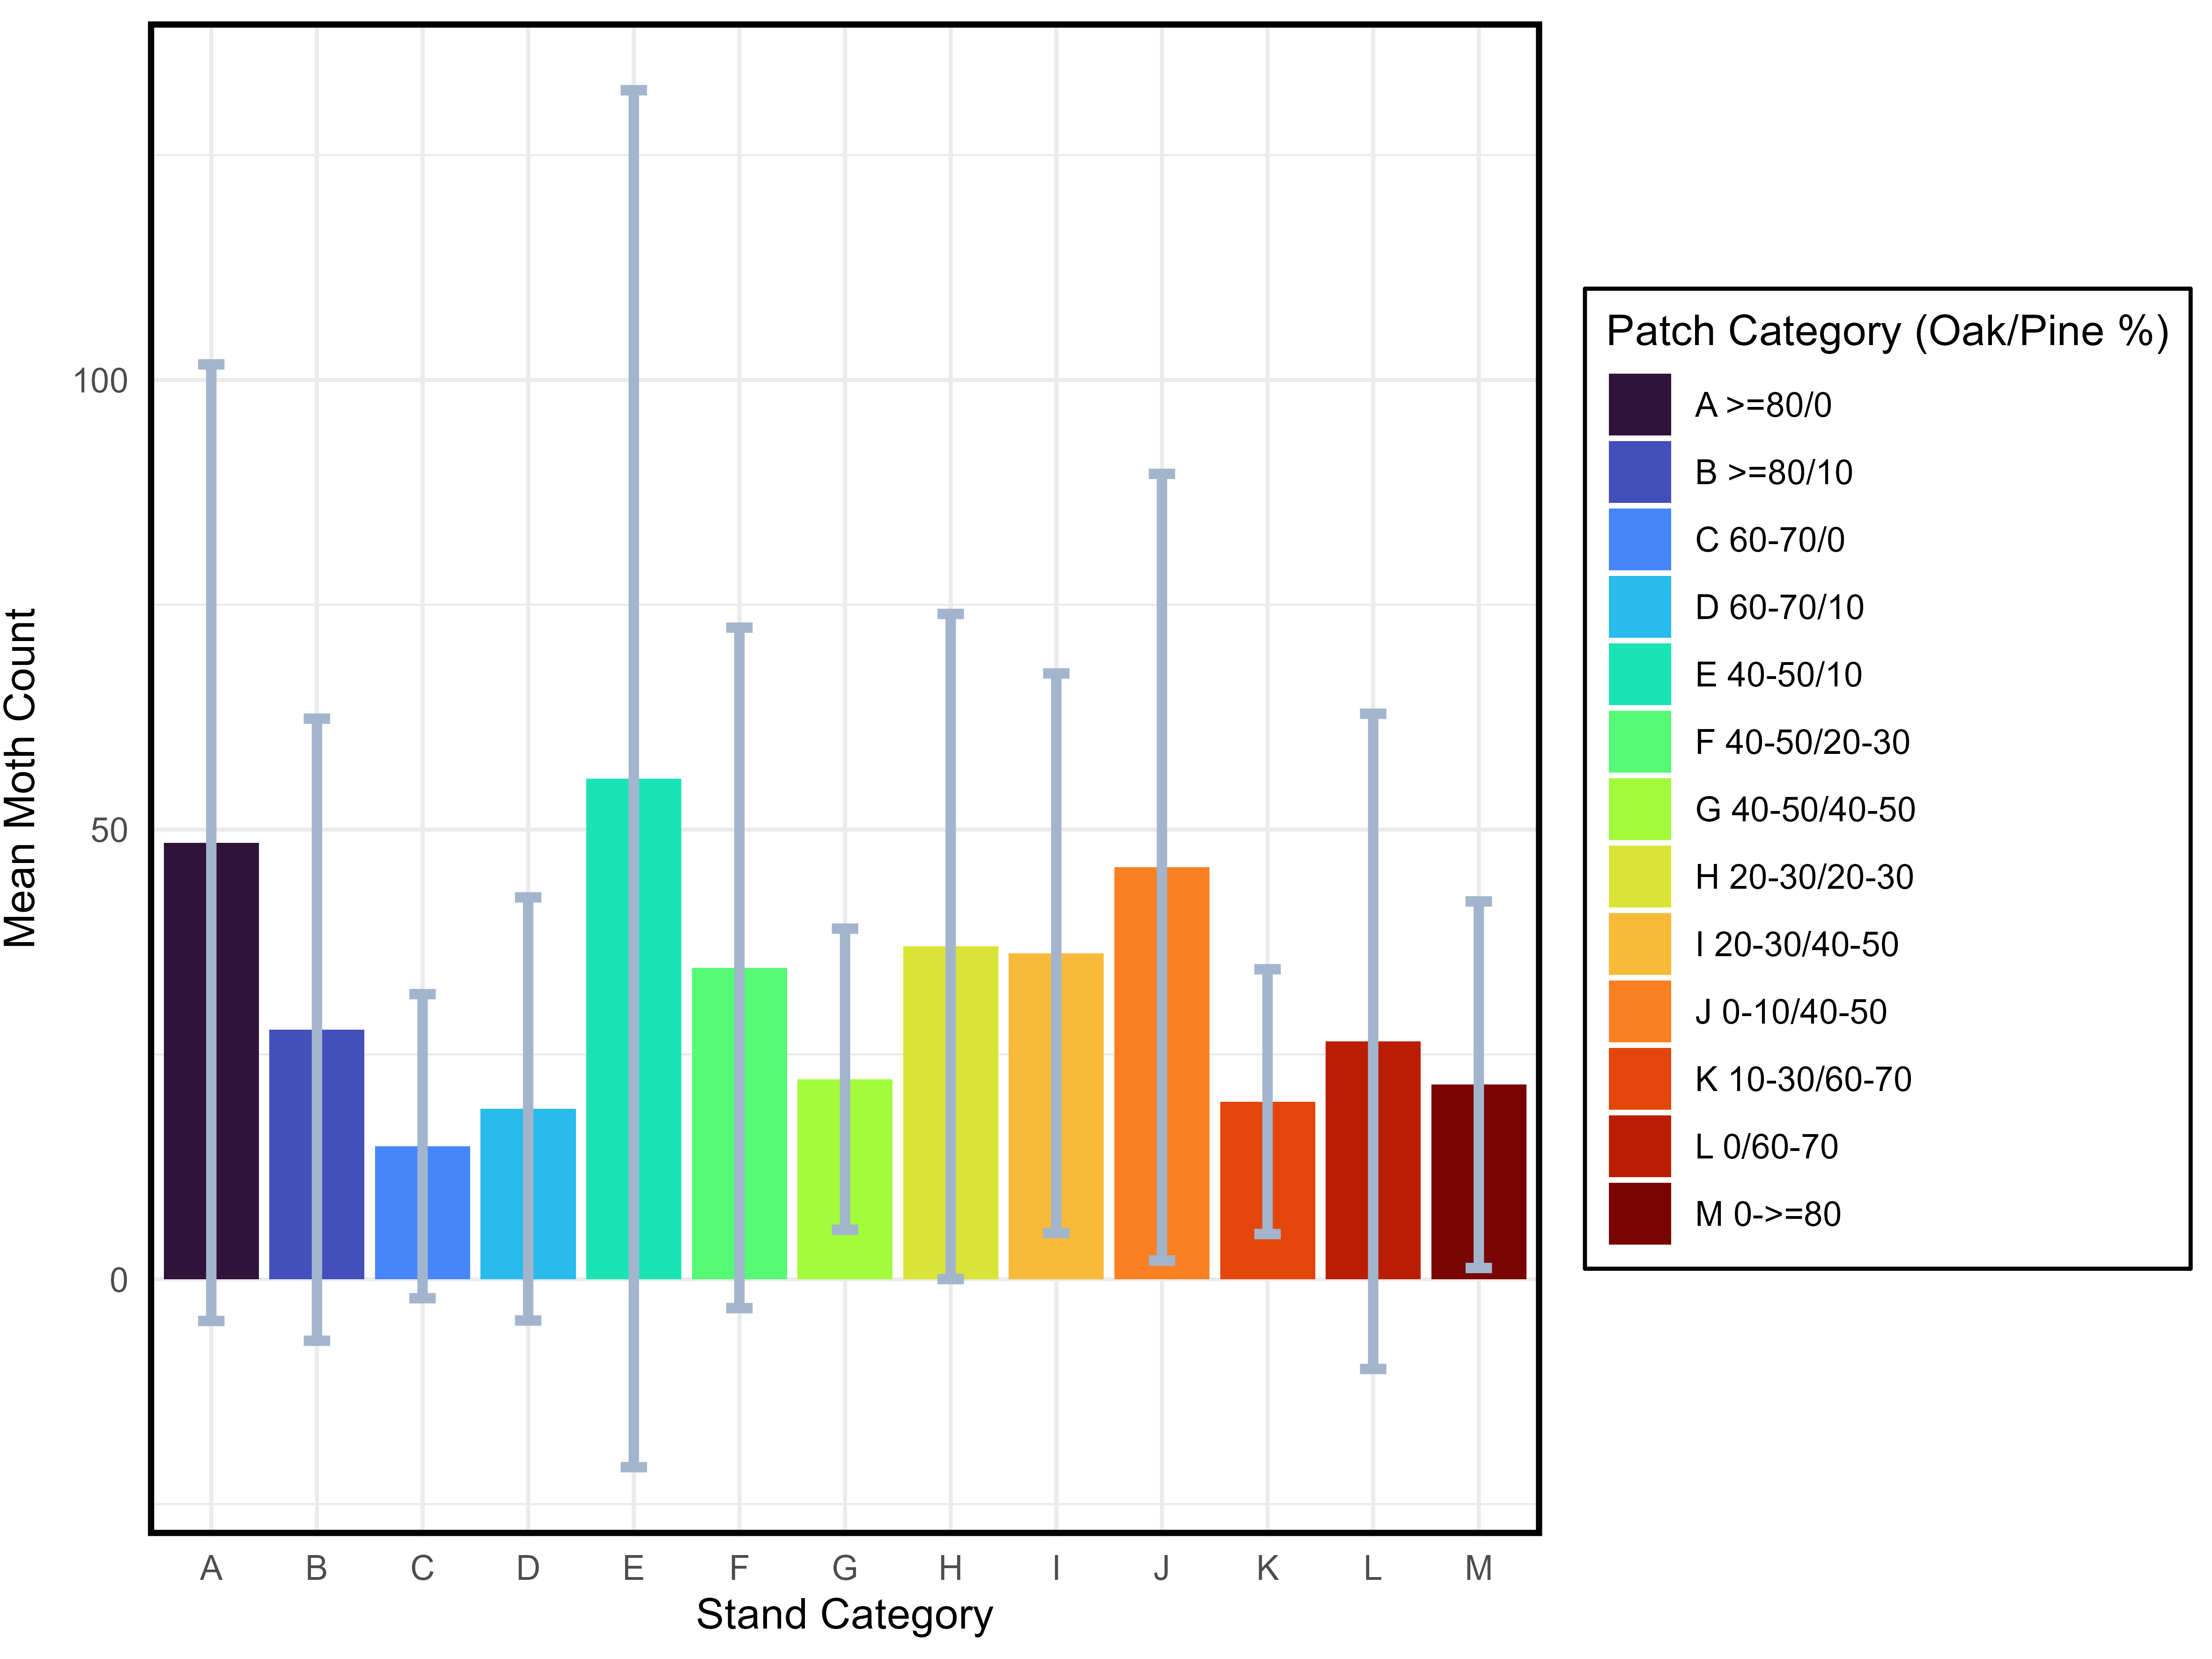 Mean Moth Count
100
50
0
A B C D E F G H I J K L M
Stand Category
Patch Category (Oak/Pine %)
A >=80/0
B >=80/10
C 60-70/0
D 60-70/10
E 40-50/10
F 40-50/20-30
G 40-50/40-50
H 20-30/20-30
I 20-30/40-50
J 0-10/40-50
K 10-30/60-70
L 0/60-70
M 0->=80